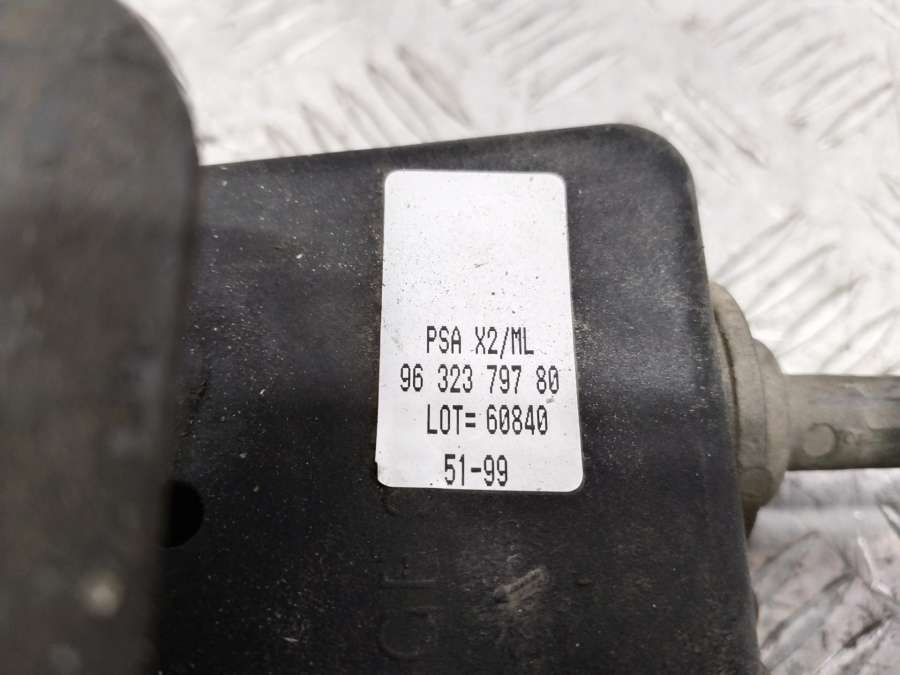 PSA X2/ML
96 323 797 80
LOT= 60840
51-99